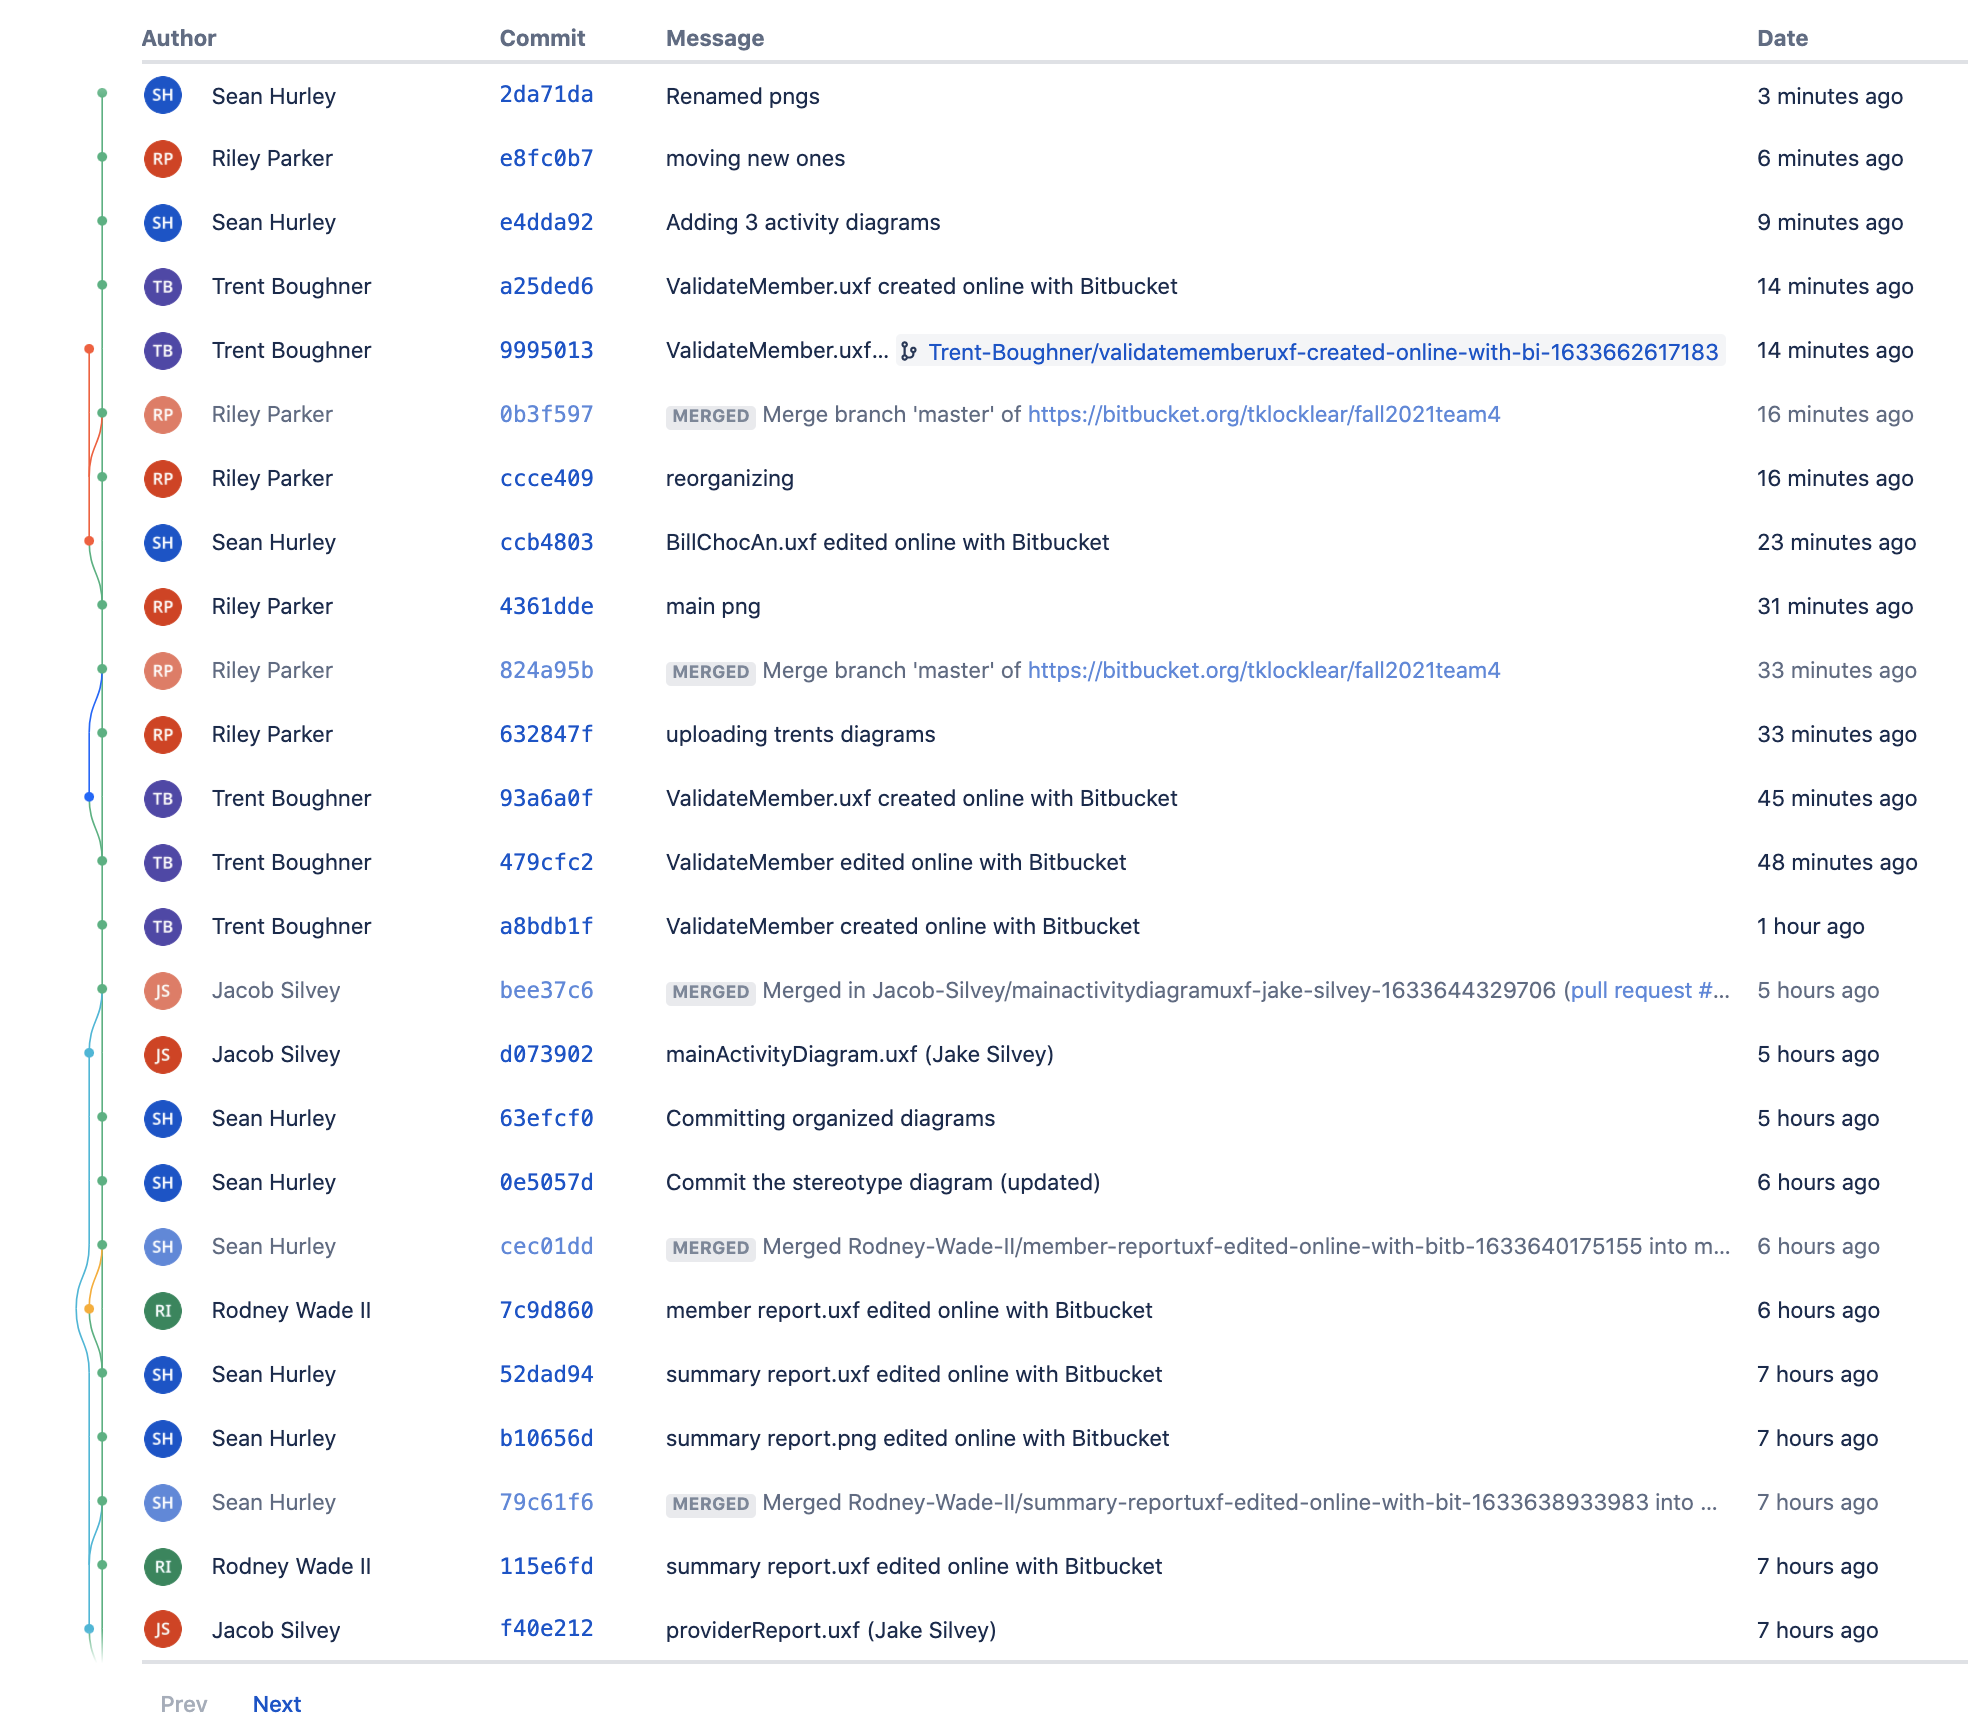 Author Commit Message Date
SH Sean Hurley 2da71da Renamed pngs 3 minutes ago
RP Riley Parker e8fc0b7 moving new ones 6 minutes ago
SH Sean Hurley e4dda92 Adding 3 activity diagrams 9 minutes ago
TB Trent Boughner a25ded6 ValidateMember.uxf created online with Bitbucket 14 minutes ago
TB Trent Boughner 9995013 ValidateMember.uxf... Trent-Boughner/validatememberuxf-created-online-with-bi-1633662617183 14 minutes ago
RP Riley Parker 0b3f597 MERGED Merge branch 'master' of https://bitbucket.org/tklocklear/fall2021team4 16 minutes ago
RP Riley Parker ccce409 reorganizing 16 minutes ago
SH Sean Hurley ccb4803 BillChocAn.uxf edited online with Bitbucket 23 minutes ago
RP Riley Parker 4361dde main png 31 minutes ago
RP Riley Parker 824a95b MERGED Merge branch 'master' of https://bitbucket.org/tklocklear/fall2021team4 33 minutes ago
RP Riley Parker 632847f uploading trents diagrams 33 minutes ago
TB Trent Boughner 93a6a0f ValidateMember.uxf created online with Bitbucket 45 minutes ago
TB Trent Boughner 479cfc2 ValidateMember edited online with Bitbucket 48 minutes ago
TB Trent Boughner a8bdb1f ValidateMember created online with Bitbucket 1 hour ago
JS Jacob Silvey bee37c6 MERGED Merged in Jacob-Silvey/mainactivitydiagramuxf-jake-silvey-1633644329706 (pull request #... 5 hours ago
JS Jacob Silvey d073902 mainActivityDiagram.uxf (Jake Silvey) 5 hours ago
SH Sean Hurley 63efcf0 Committing organized diagrams 5 hours ago
SH Sean Hurley 0e5057d Commit the stereotype diagram (updated) 6 hours ago
SH Sean Hurley cec01dd MERGED Merged Rodney-Wade-II/member-reportuxf-edited-online-with-bitb-1633640175155 into m... 6 hours ago
RI Rodney Wade II 7c9d860 member report.uxf edited online with Bitbucket 6 hours ago
SH Sean Hurley 52dad94 summary report.uxf edited online with Bitbucket 7 hours ago
SH Sean Hurley b10656d summary report.png edited online with Bitbucket 7 hours ago
SH Sean Hurley 79c61f6 MERGED Merged Rodney-Wade-II/summary-reportuxf-edited-online-with-bit-1633638933983 into ... 7 hours ago
RI Rodney Wade II 115e6fd summary report.uxf edited online with Bitbucket 7 hours ago
JS Jacob Silvey f40e212 providerReport.uxf (Jake Silvey) 7 hours ago
Prev Next